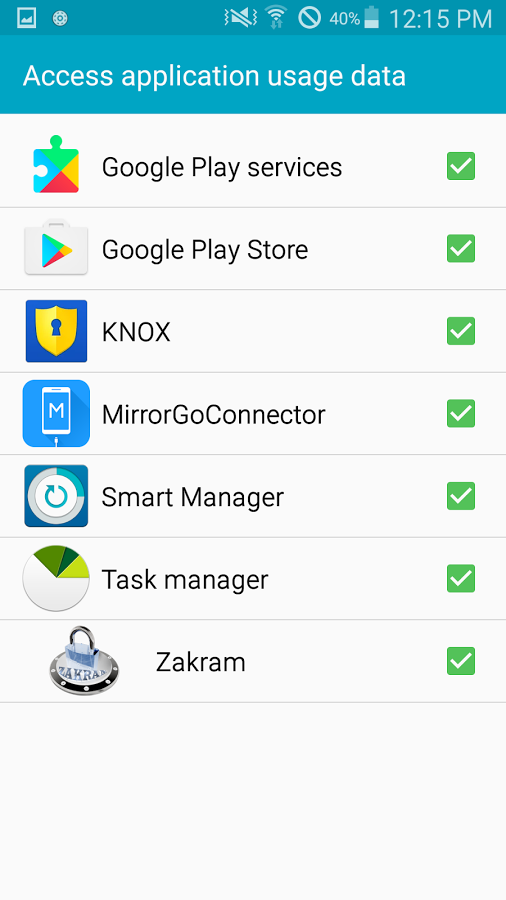 40% 12:15 PM
Access application usage data
Google Play services
Google Play Store
KNOX
M
MirrorGoConnector
Smart Manager
Task manager
ZAKRAM
Zakram